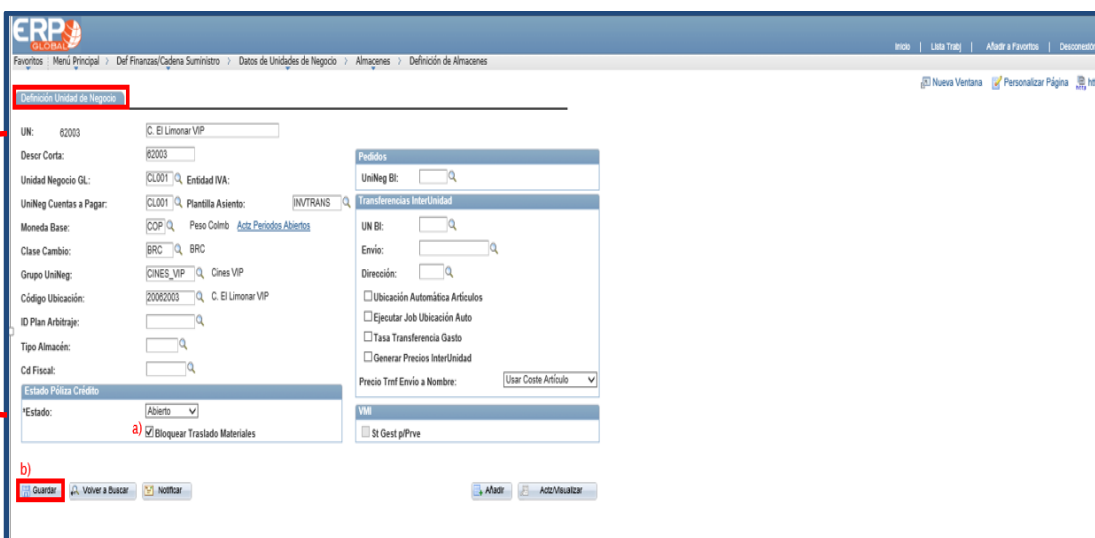 ERP
GLOBAL
Inicio | Lista Trabj | Añadir a Favoritos | Desconestón
Favoritos | Menú Principal > Def Finanzas/Cadena Suministro > Datos de Unidades de Negocio > Almacenes > Definición de Almacenes
Nueva Ventana Personalizar Página
Definición Unidad de Negocio
UN: 62003 C. El Limonar VIP
Descr Corta: 62003
Pedidos
Unidad Negocio GL: CL001 Entidad IVA:
UniNeg BI:
UniNeg Cuentas a Pagar: CL001 Plantilla Asiento: INVTRANS
Transferencias InterUnidad
Moneda Base: COP Peso Colmb Actz Periodos Abiertos
UN BI:
Clase Cambio: BRC BRC
Envío:
Grupo UniNeg: CINES_VIP Cines VIP
Dirección:
Código Ubicación: 20062003 C. El Limonar VIP
Ubicación Automática Artículos
ID Plan Arbitraje:
Ejecutar Job Ubicación Auto
Tipo Almacén:
Tasa Transferencia Gasto
Generar Precios InterUnidad
Cd Fiscal:
Precio Trnf Envío a Nombre: Usar Coste Artículo
Estado Póliza Crédito
*Estado: Abierto
VMI
a) Bloquear Traslado Materiales
St Gest p/Prve
b)
Guardar Volver a Buscar Notificar Añadir Actz/Visualizar